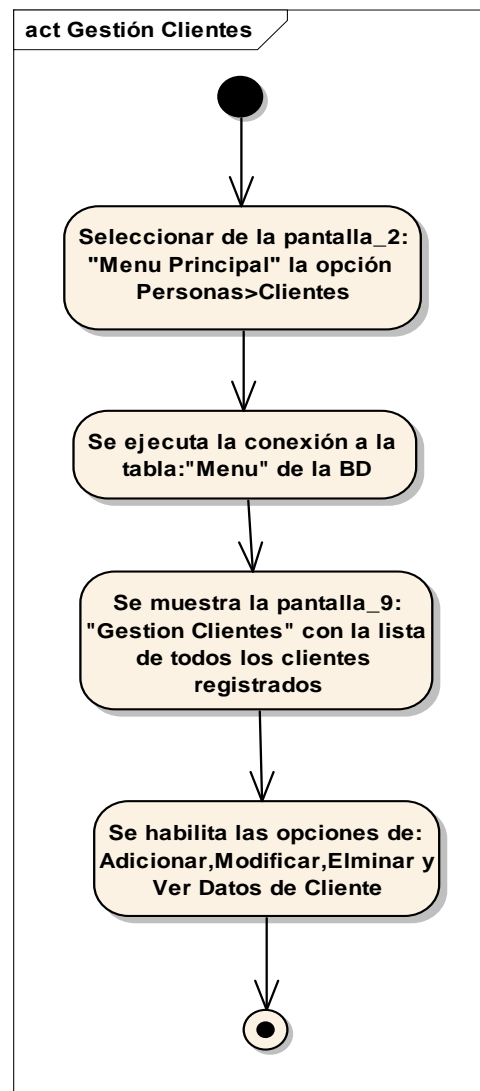 act Gestión Clientes
Seleccionar de la pantalla_2:
"Menu Principal" la opción
Personas>Clientes
Se ejecuta la conexión a la
tabla:"Menu" de la BD
Se muestra la pantalla_9:
"Gestion Clientes" con la lista
de todos los clientes
registrados
Se habilita las opciones de:
Adicionar,Modificar,Elminar y
Ver Datos de Cliente